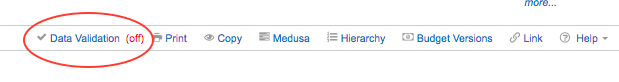 more...
Data Validation (off) Print Copy Medusa Hierarchy Budget Versions Link Help